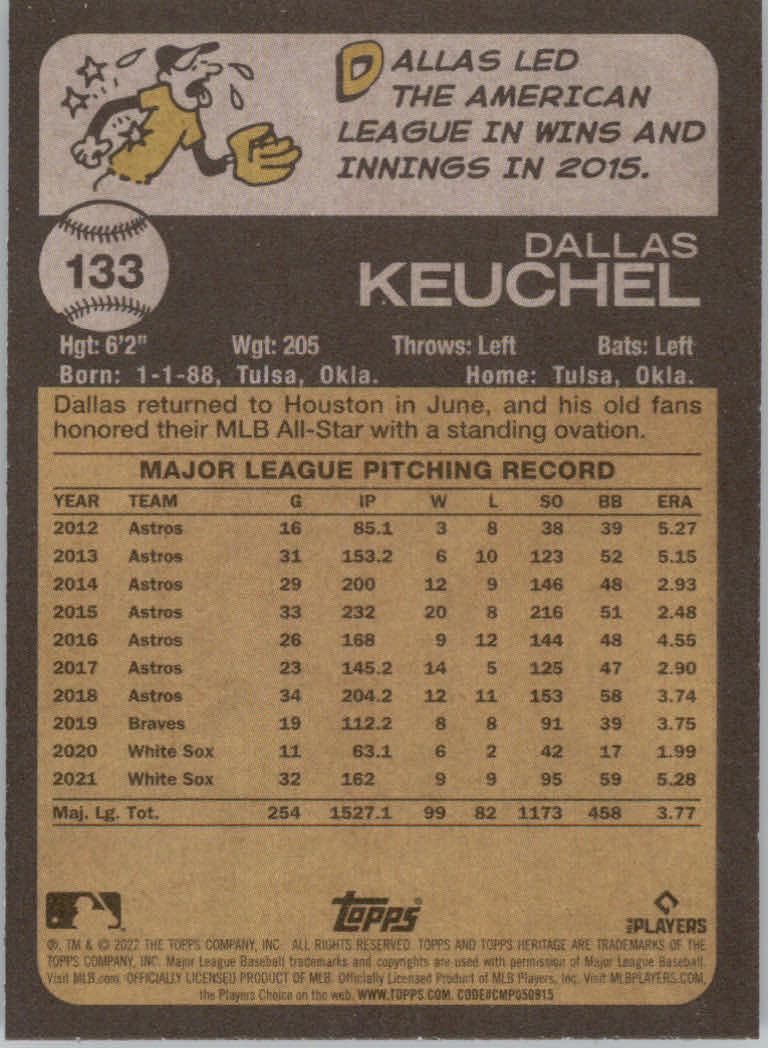 DALLAS LED
THE AMERICAN
LEAGUE IN WINS AND
INNINGS IN 2015.
133
DALLAS
KEUCHEL
Hgt: 6'2" Wgt: 205 Throws: Left Bats: Left
Born: 1-1-88, Tulsa, Okla. Home: Tulsa, Okla.
Dallas returned to Houston in June, and his old fans
honored their MLB All-Star with a standing ovation.
MAJOR LEAGUE PITCHING RECORD
YEAR TEAM G IP W L SO BB ERA
2012 Astros 16 85.1 3 8 38 39 5.27
2013 Astros 31 153.2 6 10 123 52 5.15
2014 Astros 29 200 12 9 146 48 2.93
2015 Astros 33 232 20 8 216 51 2.48
2016 Astros 26 168 9 12 144 48 4.55
2017 Astros 23 145.2 14 5 125 47 2.90
2018 Astros 34 204.2 12 11 153 58 3.74
2019 Braves 19 112.2 8 8 91 39 3.75
2020 White Sox 11 63.1 6 2 42 17 1.99
2021 White Sox 32 162 9 9 95 59 5.28
Maj. Lg. Tot. 254 1527.1 99 82 1173 458 3.77
topps
MLB PLAYERS
®, TM & © 2022 THE TOPPS COMPANY, INC. ALL RIGHTS RESERVED. TOPPS AND TOPPS HERITAGE ARE TRADEMARKS OF THE
TOPPS COMPANY, INC. Major League Baseball trademarks and copyrights are used with permission of Major League Baseball.
Visit MLB.com. OFFICIALLY LICENSED PRODUCT OF MLB. Officially Licensed Product of MLB Players, Inc. Visit MLBPLAYERS.COM,
the Players Choice on the web. WWW.TOPPS.COM. CODE#CMP050915